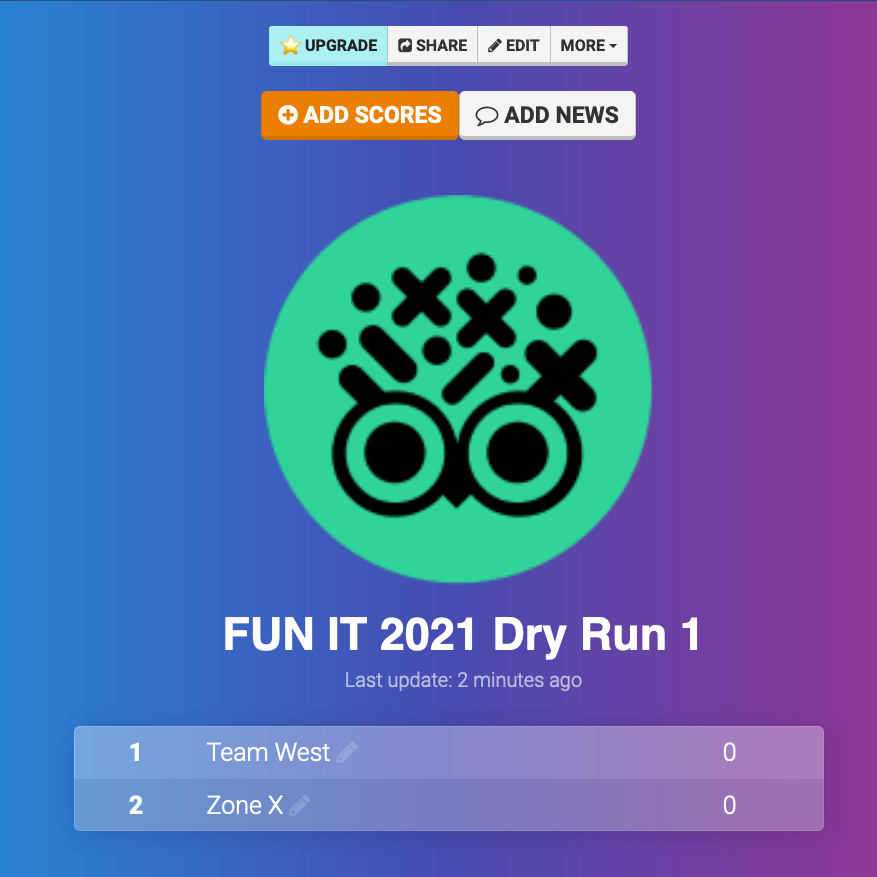 UPGRADE SHARE EDIT MORE
ADD SCORES ADD NEWS
FUN IT 2021 Dry Run 1
Last update: 2 minutes ago
1 Team West 0
2 Zone X 0